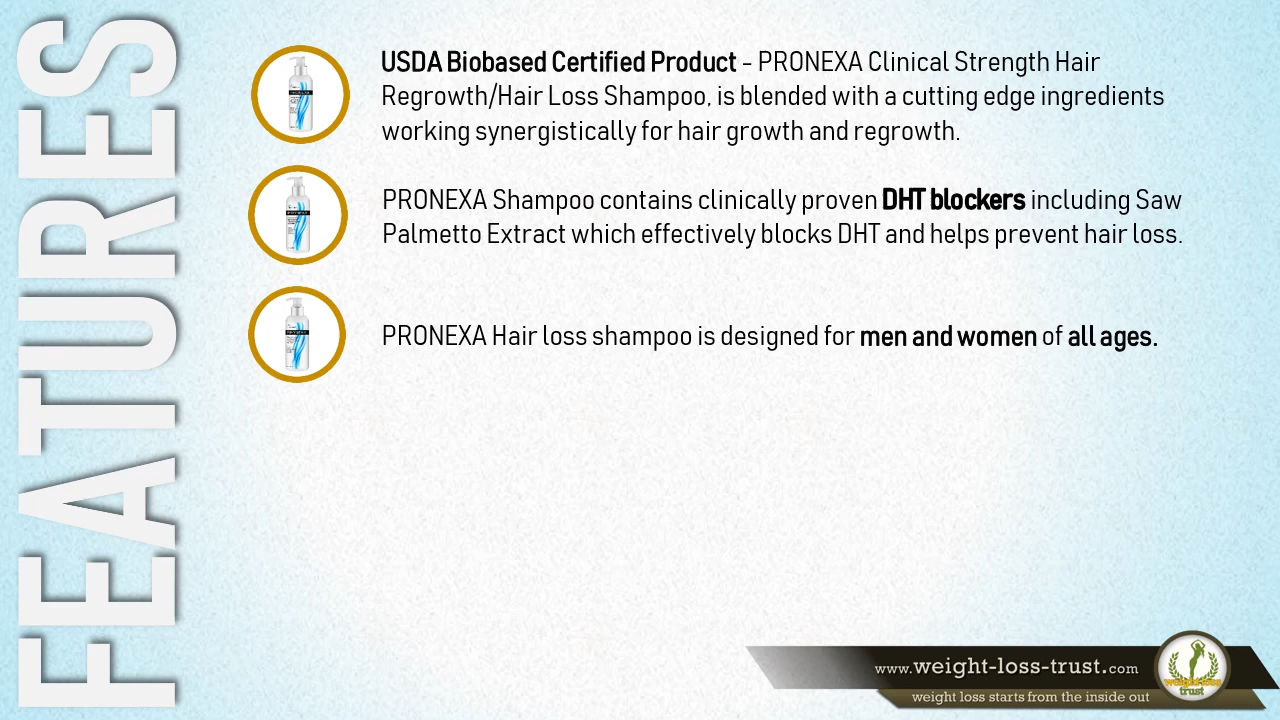 FEATURES
USDA Biobased Certified Product - PRONEXA Clinical Strength Hair
Regrowth/Hair Loss Shampoo, is blended with a cutting edge ingredients
working synergistically for hair growth and regrowth.
PRONEXA Shampoo contains clinically proven DHT blockers including Saw
Palmetto Extract which effectively blocks DHT and helps prevent hair loss.
PRONEXA Hair loss shampoo is designed for men and women of all ages.
www.weight-loss-trust.com
weight loss starts from the inside out
weight loss
trust